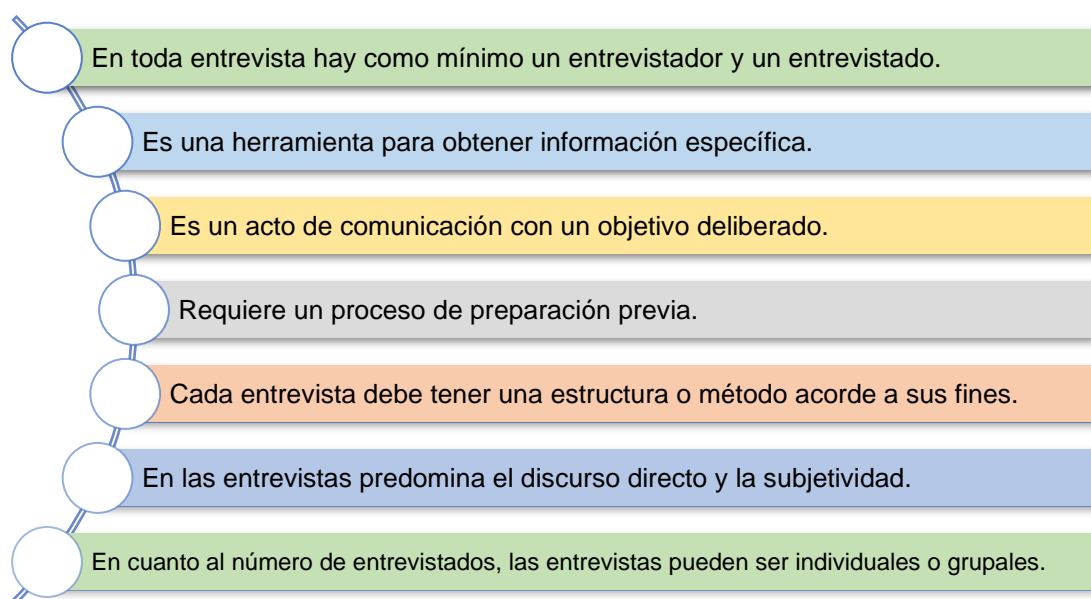 En toda entrevista hay como mínimo un entrevistador y un entrevistado.
Es una herramienta para obtener información específica.
Es un acto de comunicación con un objetivo deliberado.
Requiere un proceso de preparación previa.
Cada entrevista debe tener una estructura o método acorde a sus fines.
En las entrevistas predomina el discurso directo y la subjetividad.
En cuanto al número de entrevistados, las entrevistas pueden ser individuales o grupales.